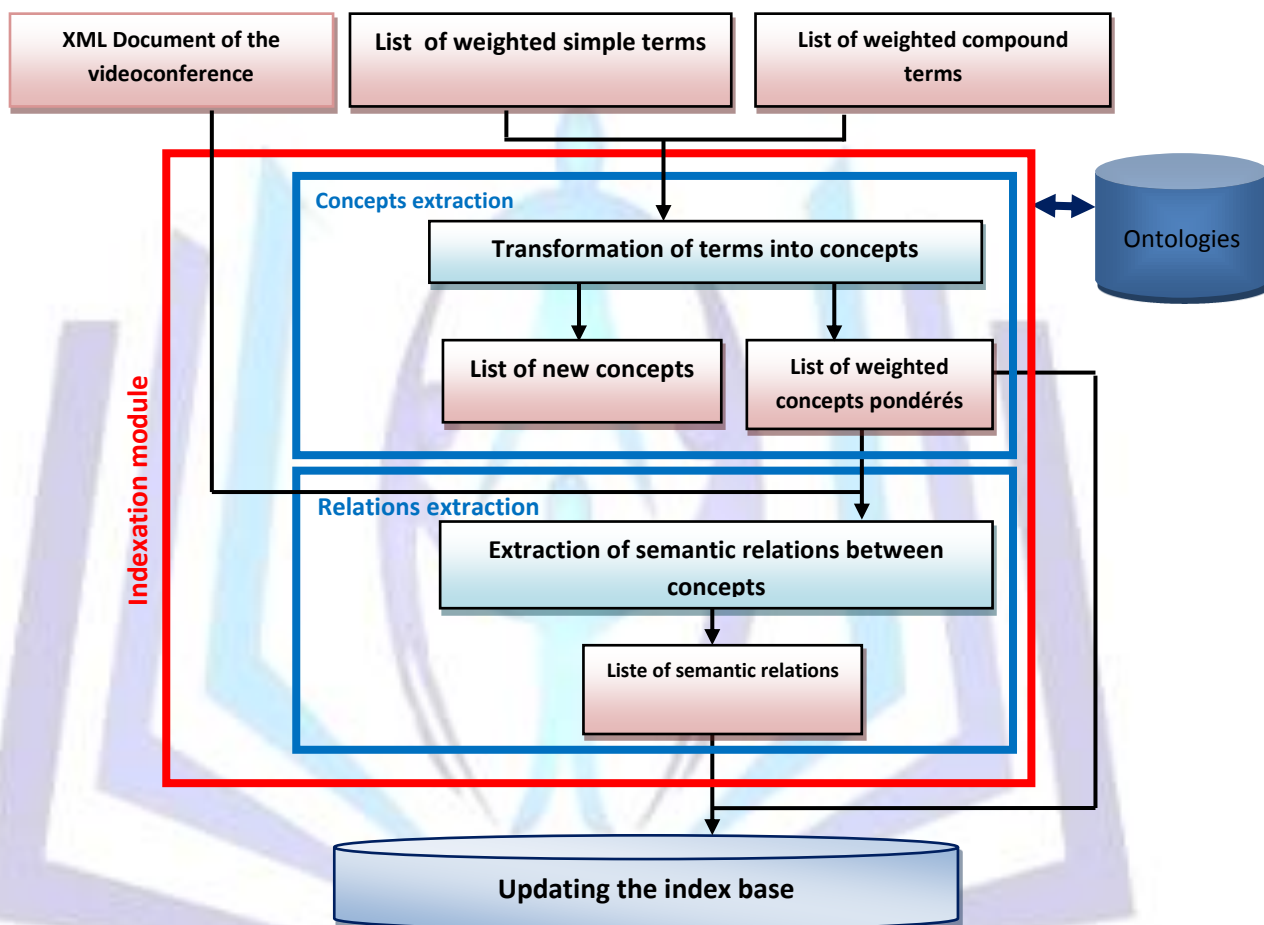 XML Document of the
videoconference
List of weighted simple terms
List of weighted compound
terms
Concepts extraction
Transformation of terms into concepts
Ontologies
List of new concepts
List of weighted
concepts pondérés
Indexation module
Relations extraction
Extraction of semantic relations between
concepts
Liste of semantic relations
Updating the index base